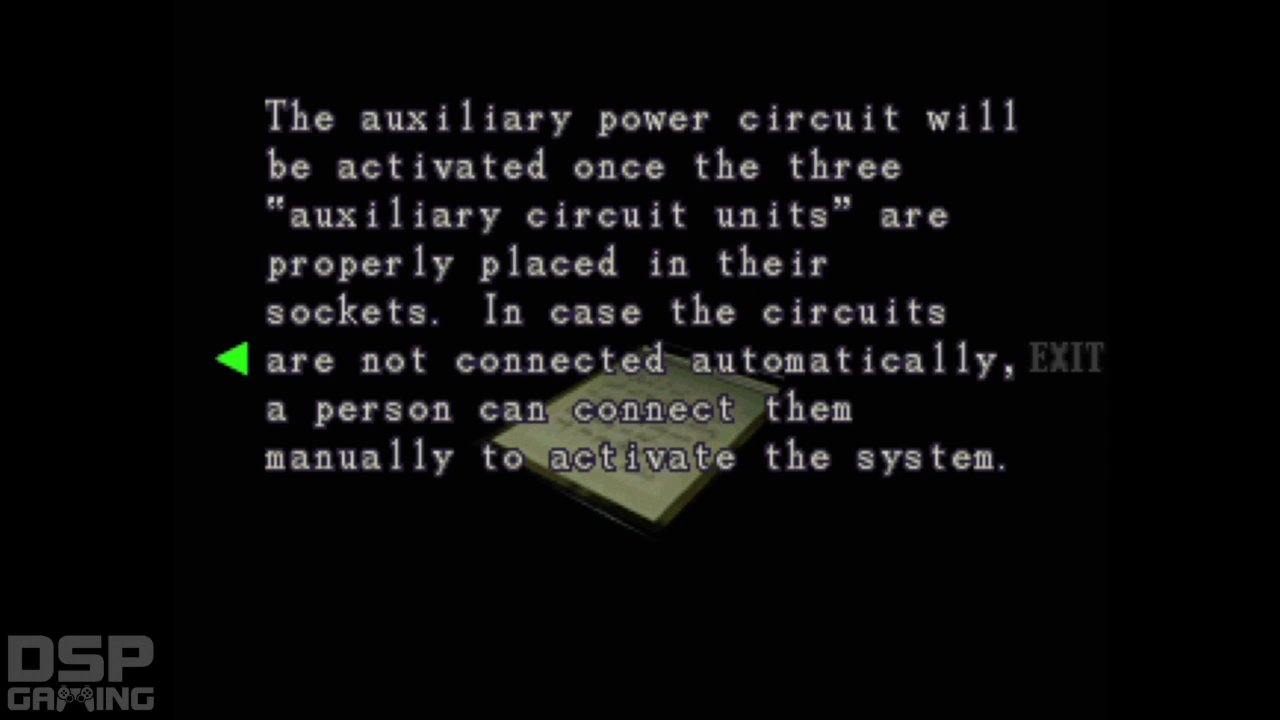 The auxiliary power circuit will
be activated once the three
"auxiliary circuit units” are
properly placed in their
sockets. In case the circuits
are not connected automatically,
EXIT
a person can connect them
manually to activate the system.
DSP
GAMING